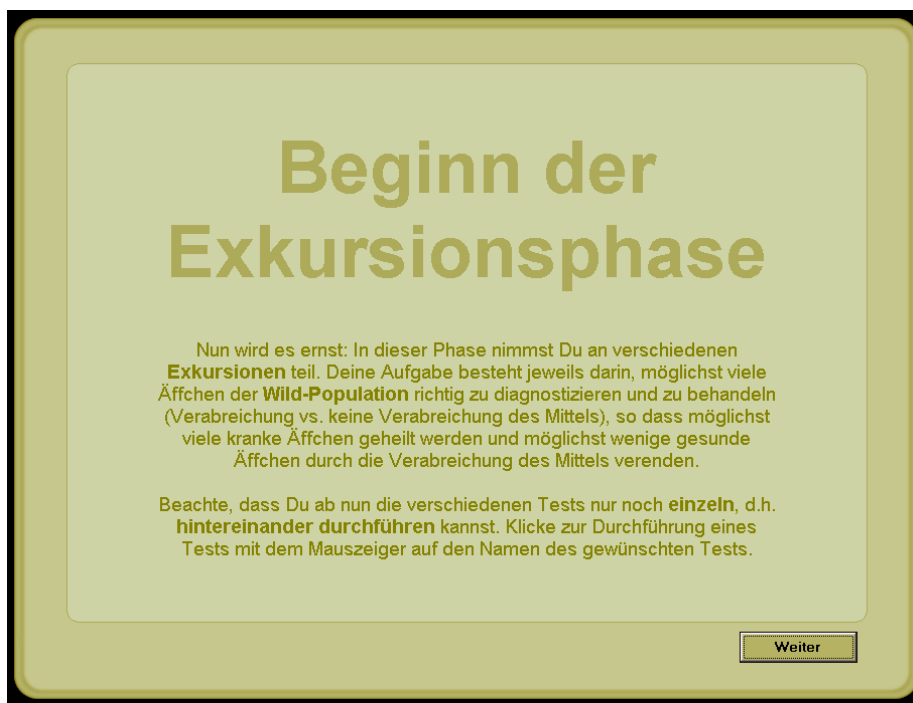 Beginn der
Exkursionsphase
Nun wird es ernst: In dieser Phase nimmst Du an verschiedenen
Exkursionen teil. Deine Aufgabe besteht jeweils darin, möglichst viele
Äffchen der Wild-Population richtig zu diagnostizieren und zu behandeln
(Verabreichung vs. keine Verabreichung des Mittels), so dass möglichst
viele kranke Äffchen geheilt werden und möglichst wenige gesunde
Äffchen durch die Verabreichung des Mittels verenden.
Beachte, dass Du ab nun die verschiedenen Tests nur noch einzeln, d.h.
hintereinander durchführen kannst. Klicke zur Durchführung eines
Tests mit dem Mauszeiger auf den Namen des gewünschten Tests.
Weiter